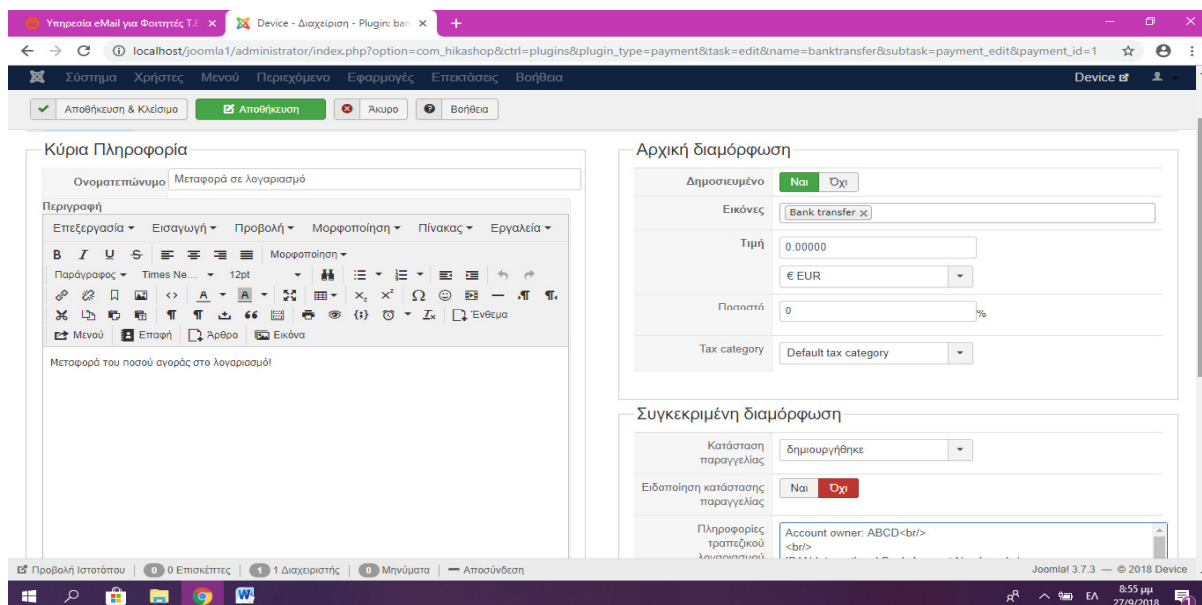 Υπηρεσία eMail για Φοιτητές Τ.Ε
Device - Διαχείριση - Plugin: ban
localhost/joomla1/administrator/index.php?option=com_hikashop&ctrl=plugins&plugin_type=payment&task=edit&name=banktransfer&subtask=payment_edit&payment_id=1
Σύστημα Χρήστες Μενού Περιεχόμενο Εφαρμογές Επεκτάσεις Βοήθεια Device
Αποθήκευση & Κλείσιμο Αποθήκευση Άκυρο Βοήθεια
Κύρια Πληροφορία
Ονοματεπώνυμο Μεταφορά σε λογαριασμό
Περιγραφή
Επεξεργασία Εισαγωγή Προβολή Μορφοποίηση Πίνακας Εργαλεία
B I U S Μορφοποίηση
Παράγραφος Times Ne... 12pt
Ένθεμα
Μενού Επαφή Άρθρο Εικόνα
Μεταφορά του ποσού αγοράς στο λογαριασμό!
Αρχική διαμόρφωση
Δημοσιευμένο Ναι Όχι
Εικόνες Bank transfer
Τιμή 0.00000
€ EUR
Ποσοστό 0 %
Tax category Default tax category
Συγκεκριμένη διαμόρφωση
Κατάσταση παραγγελίας δημιουργήθηκε
Ειδοποίηση κατάστασης παραγγελίας Ναι Όχι
Πληροφορίες τραπεζικού λογαριασμού
Account owner: ABCD<br/>
<br/>
Προβολή Ιστοτόπου 0 0 Επισκέπτες 1 1 Διαχειριστής 0 Μηνύματα Αποσύνδεση
Joomla! 3.7.3 — © 2018 Device
ΕΛ 8:55 μμ
27/9/2018